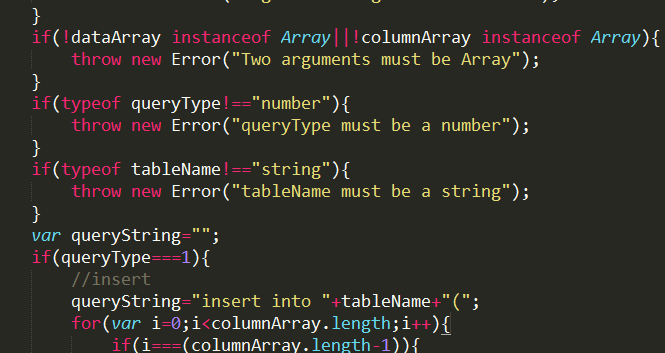 }
if(!dataArray instanceof Array||!columnArray instanceof Array){
throw new Error("Two arguments must be Array");
}
if(typeof queryType!=="number"){
throw new Error("queryType must be a number");
}
if(typeof tableName!=="string"){
throw new Error("tableName must be a string");
}
var queryString="";
if(queryType===1){
//insert
queryString="insert into "+tableName+"(";
for(var i=0;i<columnArray.length;i++){
if(i===(columnArray.length-1)){